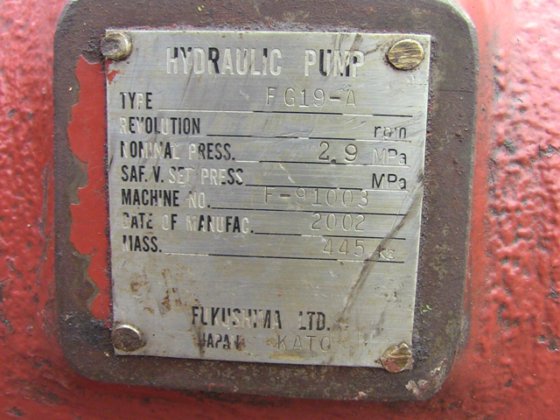 HYDRAULIC PUMP
TYPE FG19-A
REVOLUTION rpm
NOMINAL PRESS. 2.9 MPa
SAF. V. SET PRESS. MPa
MACHINE NO. F-91003
DATE OF MANUFAC. 2002
MASS. 445 kg
FUKUSHIMA LTD.
JAPAN KATO